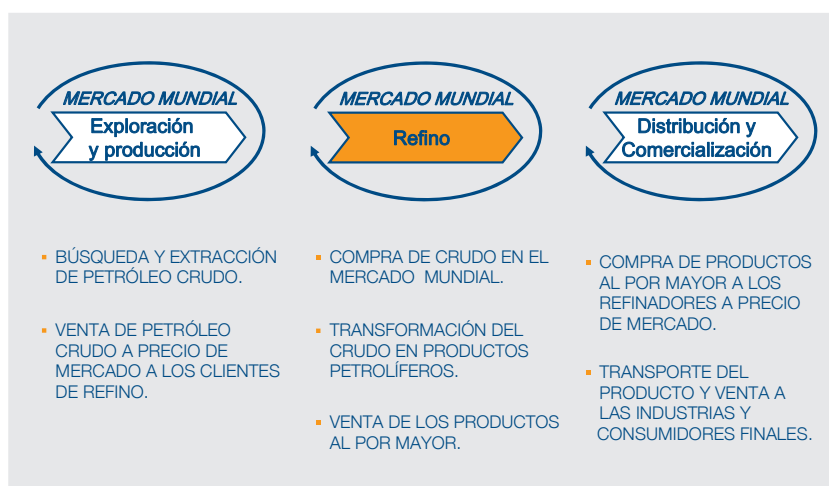 MERCADO MUNDIAL
Exploración
y producción
MERCADO MUNDIAL
Refino
MERCADO MUNDIAL
Distribución y
Comercialización
▪ BÚSQUEDA Y EXTRACCIÓN
DE PETRÓLEO CRUDO.
▪ VENTA DE PETRÓLEO
CRUDO A PRECIO DE
MERCADO A LOS CLIENTES
DE REFINO.
▪ COMPRA DE CRUDO EN EL
MERCADO MUNDIAL.
▪ TRANSFORMACIÓN DEL
CRUDO EN PRODUCTOS
PETROLÍFEROS.
▪ VENTA DE LOS PRODUCTOS
AL POR MAYOR.
▪ COMPRA DE PRODUCTOS
AL POR MAYOR A LOS
REFINADORES A PRECIO
DE MERCADO.
▪ TRANSPORTE DEL
PRODUCTO Y VENTA A
LAS INDUSTRIAS Y
CONSUMIDORES FINALES.